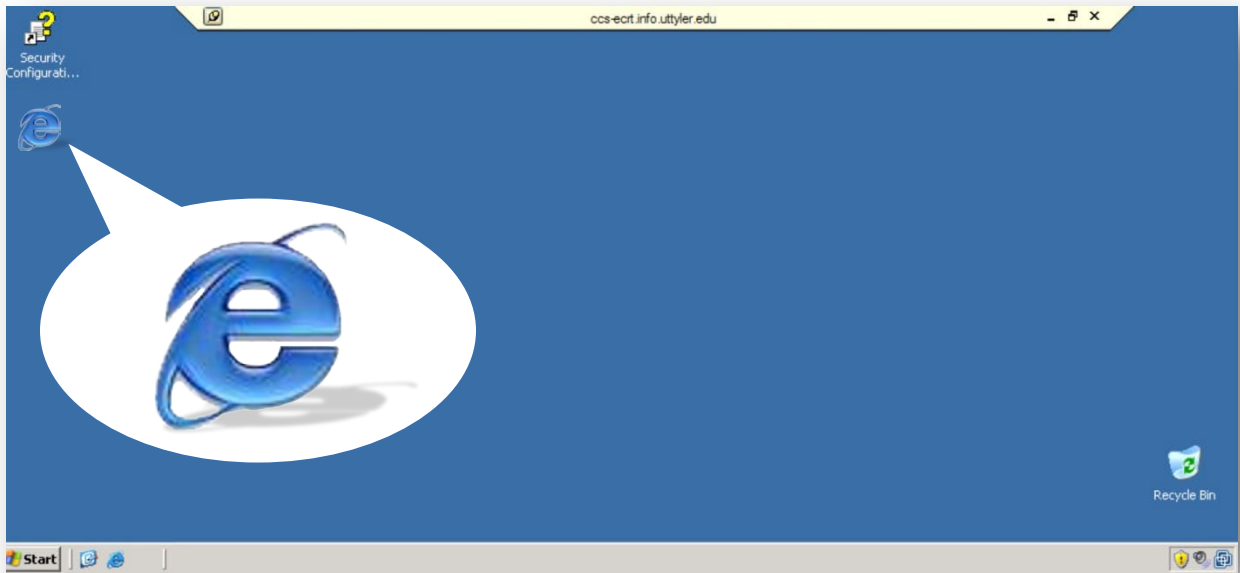 ccs-ecrt.info.uttyler.edu
Security
Configurati...
Recycle Bin
Start